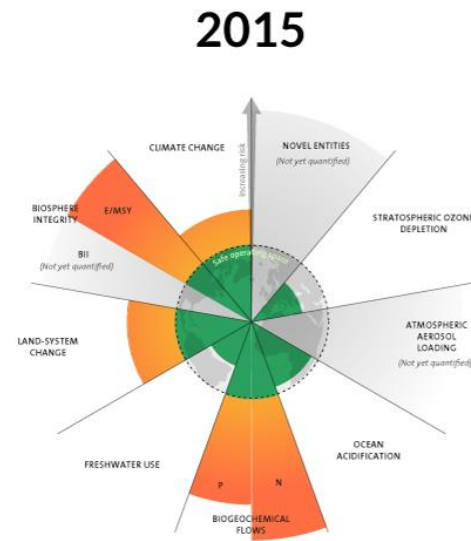 2015
CLIMATE CHANGE
Increasing risk
NOVEL ENTITIES
(Not yet quantified)
STRATOSPHERIC OZONE
DEPLETION
BIOSPHERE
INTEGRITY
E/MSY
BII
(Not yet quantified)
Safe operating space
ATMOSPHERIC
AEROSOL
LOADING
(Not yet quantified)
LAND-SYSTEM
CHANGE
OCEAN
ACIDIFICATION
FRESHWATER USE
P
N
BIOGEOCHEMICAL
FLOWS